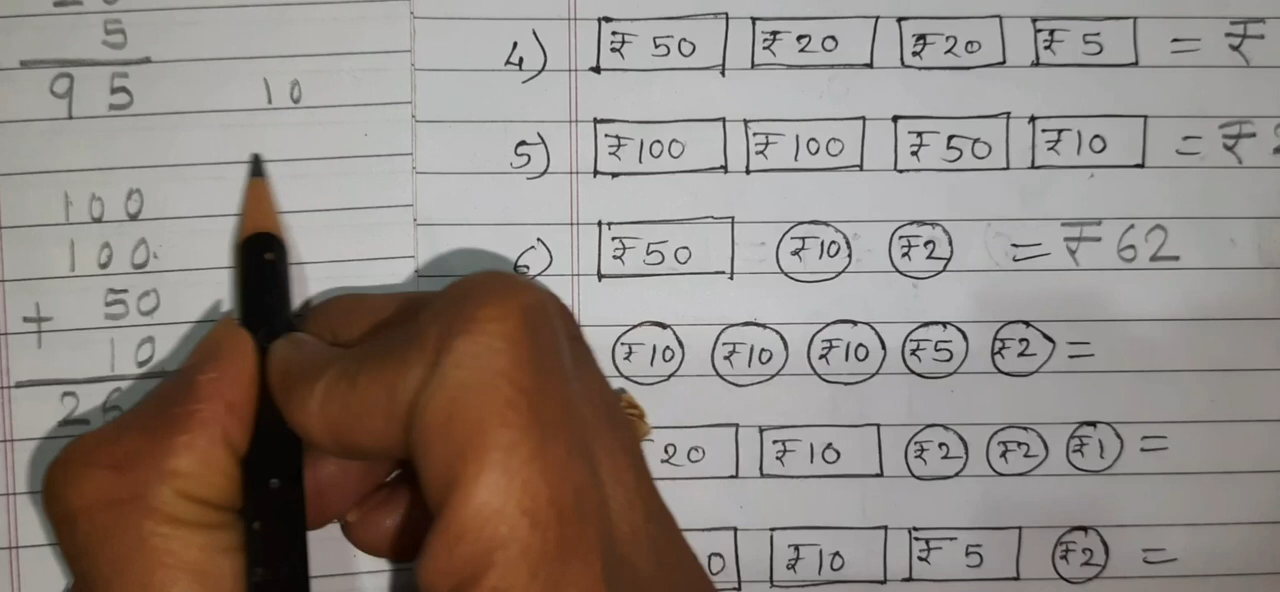 5
95
10
100
100
+ 50
10
4) ₹50 ₹20 ₹20 ₹5 = ₹
5) ₹100 ₹100 ₹50 ₹10 = ₹
6) ₹50 ₹10 ₹2 = ₹62
₹10 ₹10 ₹10 ₹5 ₹2 =
20 ₹10 ₹2 ₹2 ₹1 =
0 ₹10 ₹5 ₹2 =